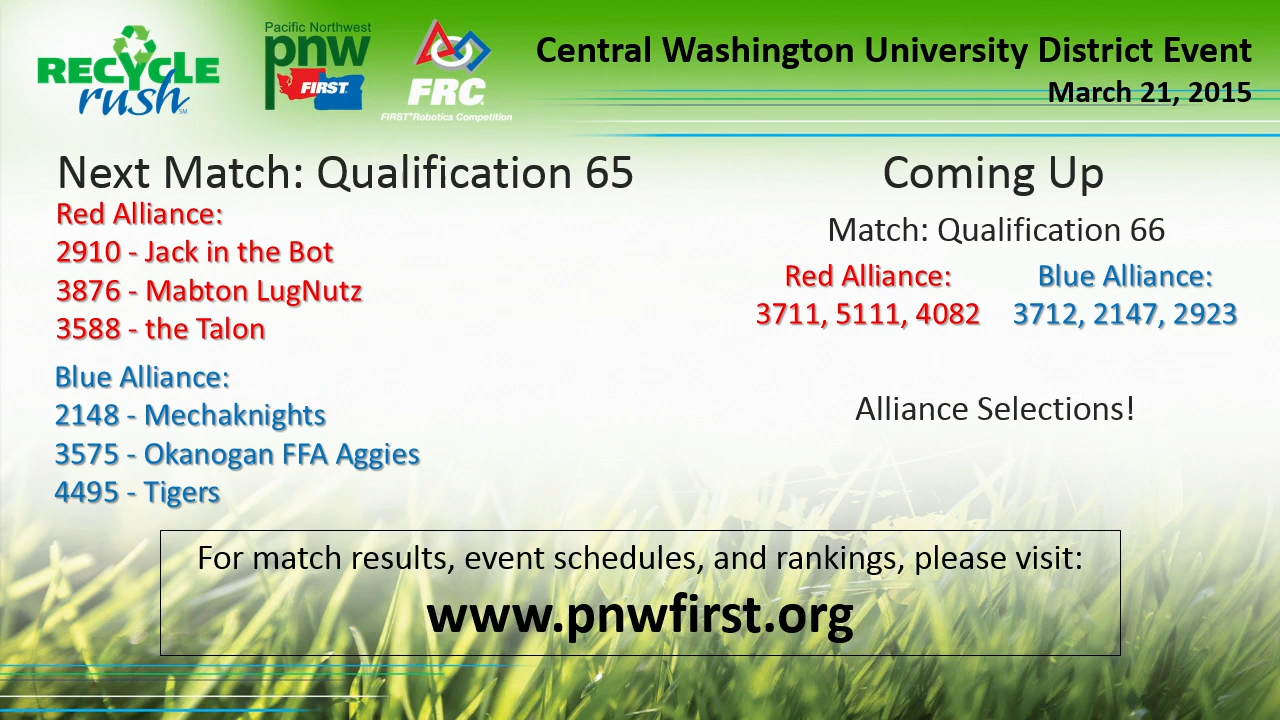 RECYCLE
rush
SM
Pacific Northwest
pnw
FIRST
FRC
FIRST® Robotics Competition
Central Washington University District Event
March 21, 2015
Next Match: Qualification 65
Red Alliance:
2910 - Jack in the Bot
3876 - Mabton LugNutz
3588 - the Talon
Blue Alliance:
2148 - Mechaknights
3575 - Okanogan FFA Aggies
4495 - Tigers
Coming Up
Match: Qualification 66
Red Alliance:
3711, 5111, 4082
Blue Alliance:
3712, 2147, 2923
Alliance Selections!
For match results, event schedules, and rankings, please visit:
www.pnwfirst.org